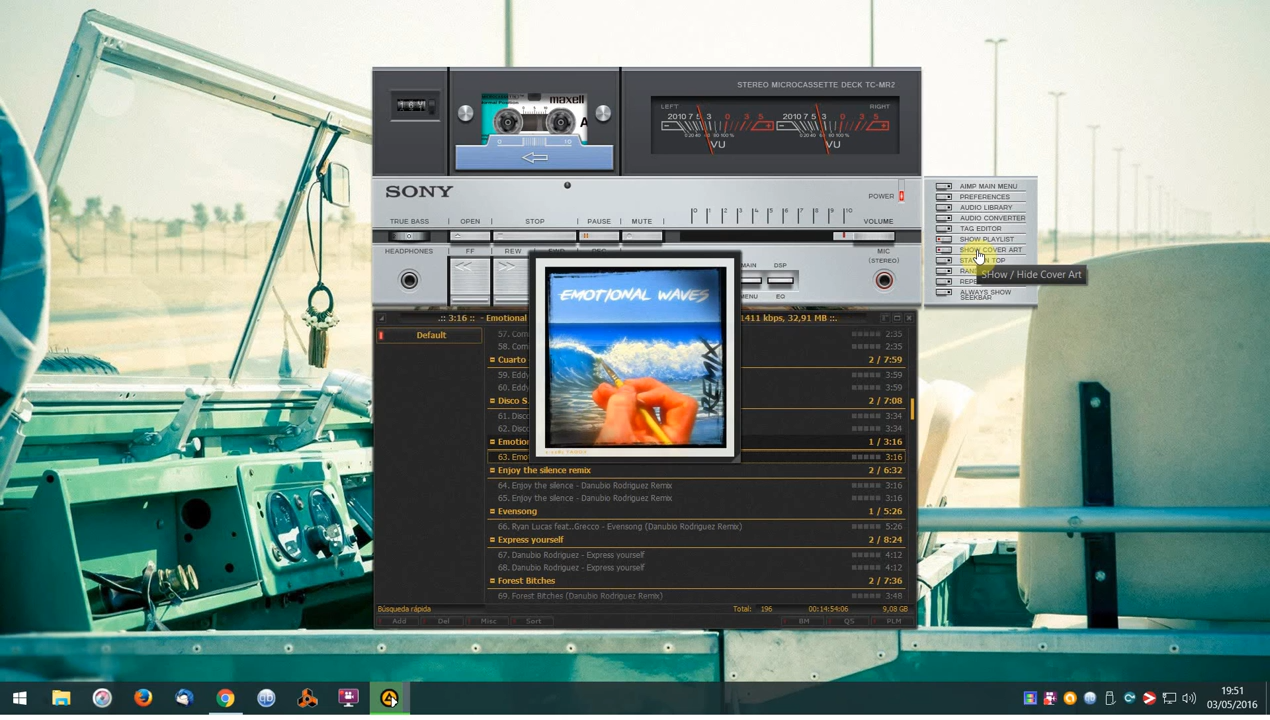 STEREO MICROCASSETTE DECK TC-MR2
maxell
A
LEFT
RIGHT
VU
VU
SONY
POWER
TRUE BASS
OPEN
STOP
PAUSE
MUTE
VOLUME
HEADPHONES
FF
REW
MAIN
DSP
MIC
(STEREO)
MENU
EQ
AIMP MAIN MENU
PREFERENCES
AUDIO LIBRARY
AUDIO CONVERTER
TAG EDITOR
SHOW PLAYLIST
SHOW COVER ART
SHow / Hide Cover Art
ALWAYS SHOW
SEEKBAR
EMOTIONAL WAVES
REMIX
.:: 3:16 :: - Emotional
1411 kbps, 32,91 MB ::.
Default
57. Com
2:35
58. Com
2:35
Cuarto
2 / 7:59
59. Eddy
3:59
60. Eddy
3:59
Disco S
2 / 7:08
61. Disco
3:34
62. Disco
3:34
Emotio
1 / 3:16
63. Emo
3:16
Enjoy the silence remix 2 / 6:32
64. Enjoy the silence - Danubio Rodriguez Remix 3:16
65. Enjoy the silence - Danubio Rodriguez Remix 3:16
Evensong 1 / 5:26
66. Ryan Lucas feat..Grecco - Evensong (Danubio Rodriguez Remix) 5:26
Express yourself 2 / 8:24
67. Danubio Rodriguez - Express yourself 4:12
68. Danubio Rodriguez - Express yourself 4:12
Forest Bitches 2 / 7:36
69. Forest Bitches (Danubio Rodriguez Remix) 3:48
Búsqueda rápida Total: 196 00:14:54:06 9,08 GB
Add Del Misc Sort BM QS PLM
19:51
03/05/2016